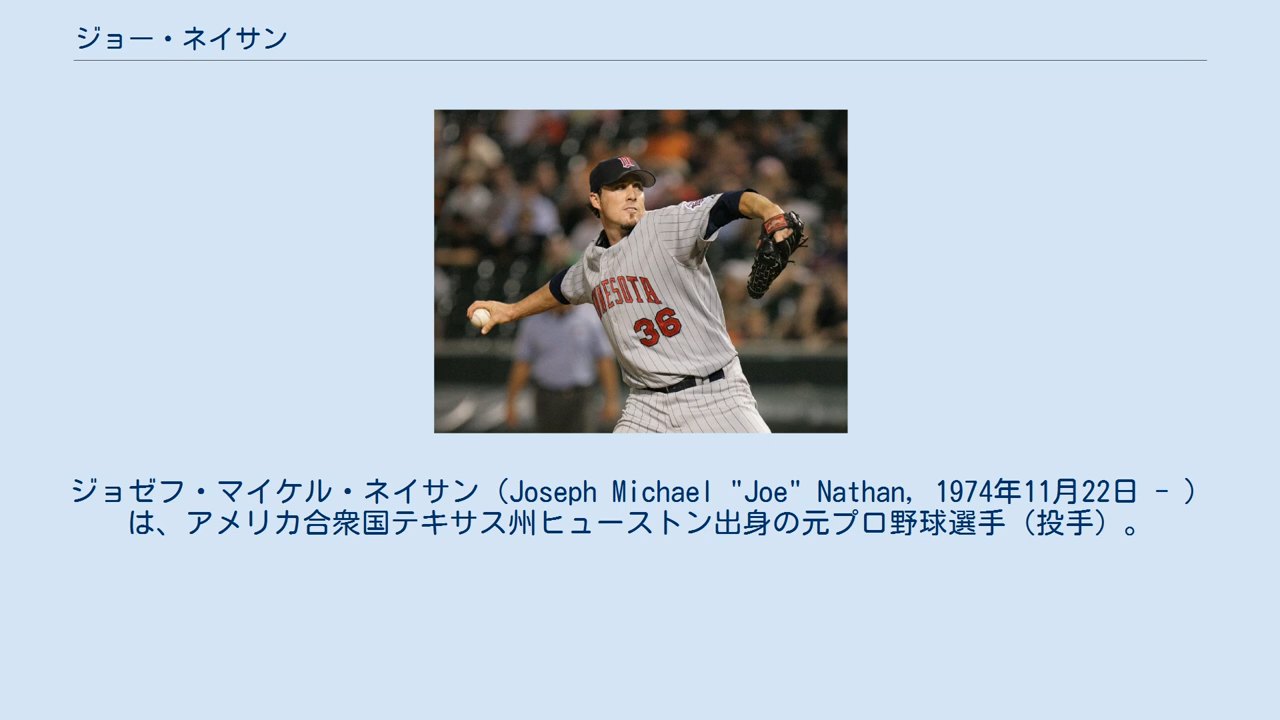 ジョー・ネイサン
NESOTA
36
ジョゼフ・マイケル・ネイサン（Joseph Michael "Joe" Nathan, 1974年11月22日 - ）
は、アメリカ合衆国テキサス州ヒューストン出身の元プロ野球選手（投手）。